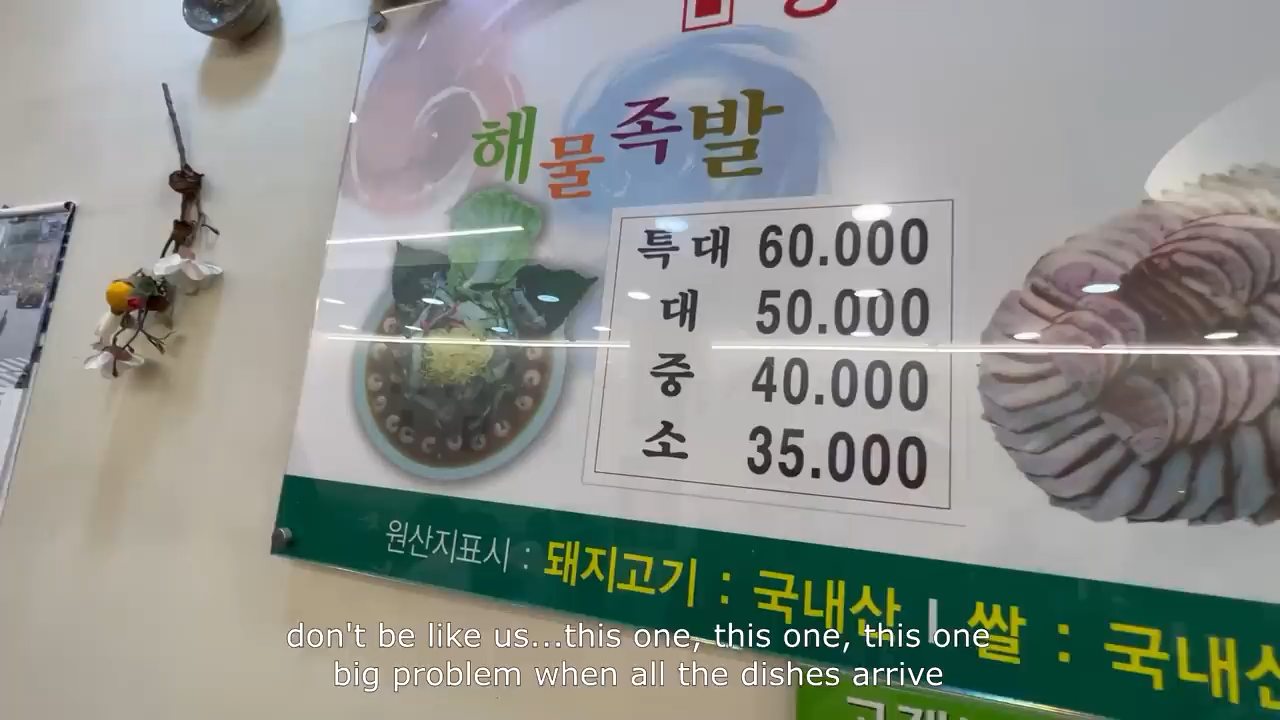 해물족발
특대 60.000
대 50.000
중 40.000
소 35.000
원산지표시 : 돼지고기 : 국내산 | 쌀 : 국내산
don't be like us...this one, this one, this one
big problem when all the dishes arrive